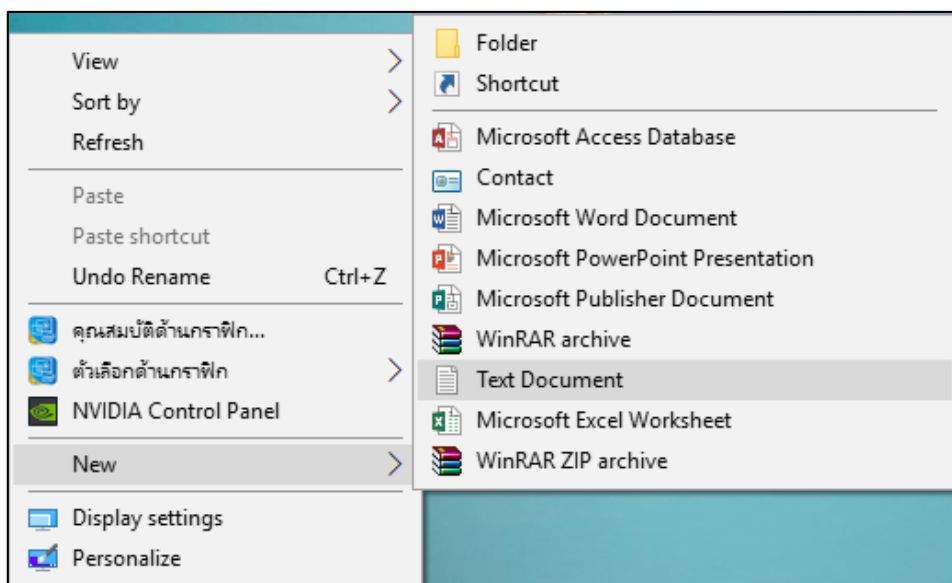 View
Sort by
Refresh
Paste
Paste shortcut
Undo Rename Ctrl+Z
คุณสมบัติด้านกราฟิก...
ตัวเลือกด้านกราฟิก
NVIDIA Control Panel
New
Display settings
Personalize
Folder
Shortcut
Microsoft Access Database
Contact
Microsoft Word Document
Microsoft PowerPoint Presentation
Microsoft Publisher Document
WinRAR archive
Text Document
Microsoft Excel Worksheet
WinRAR ZIP archive